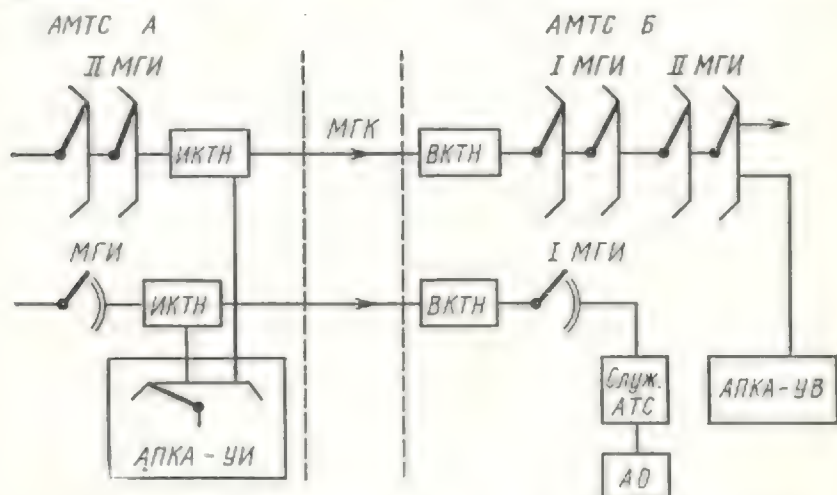 АМТС А
АМТС Б
II МГИ
I МГИ
II МГИ
МГК
ИКТН
ВКТН
МГИ
I МГИ
ИКТН
ВКТН
Служ.
АТС
АПКА-УВ
АПКА-УИ
АО